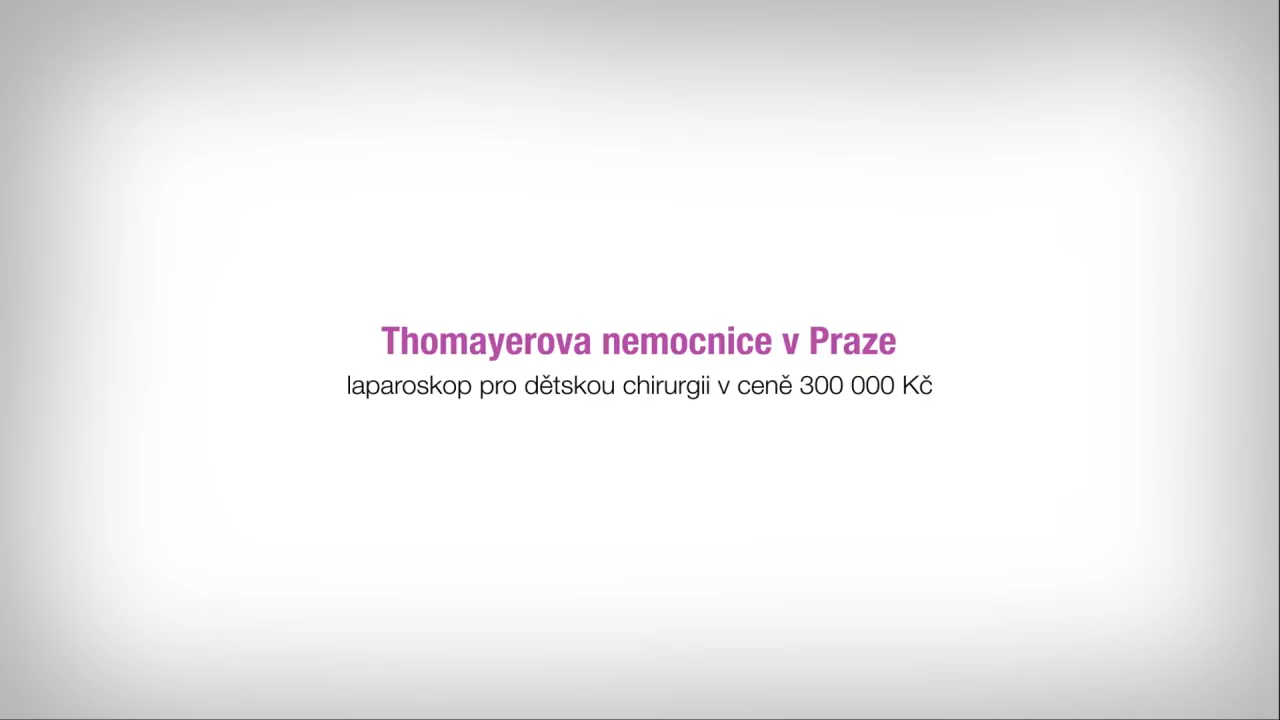 Thomayerova nemocnice v Praze
laparoskop pro dětskou chirurgii v ceně 300 000 Kč